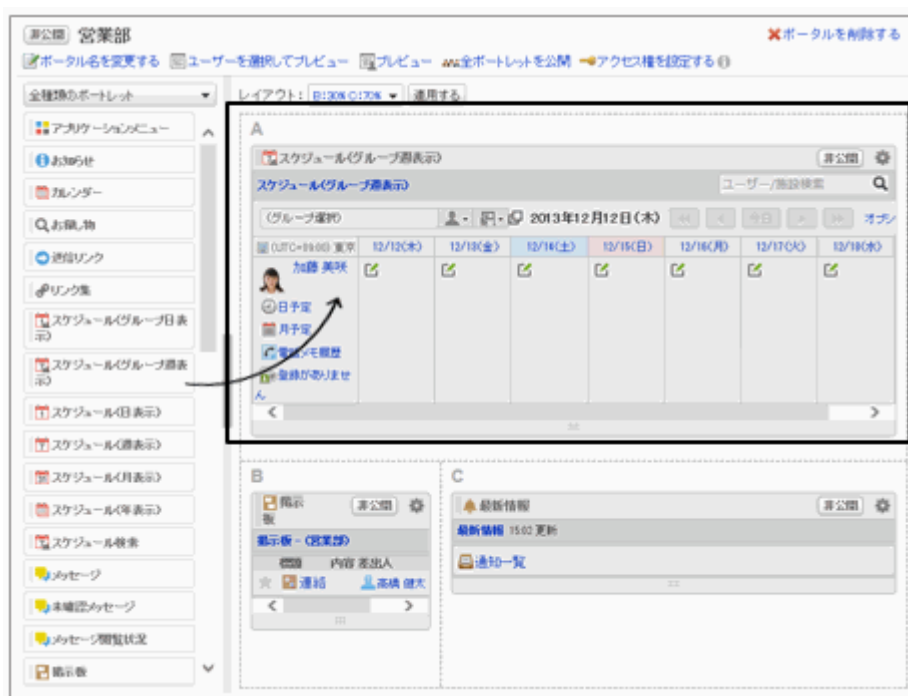 非公開 営業部 ✖ポータルを削除する
ポータル名を変更する ユーザーを選択してプレビュー プレビュー 全ポートレットを公開 アクセス権を設定する
全種類のポートレット
レイアウト: B:30% C:70% 適用する
アプリケーションメニュー
お知らせ
カレンダー
お買い物
送信リンク
リンク集
スケジュール(グループ日表
示)
スケジュール(グループ週表
示)
スケジュール(日表示)
スケジュール(週表示)
スケジュール(月表示)
スケジュール(年表示)
スケジュール検索
メッセージ
未確認メッセージ
メッセージ閲覧状況
掲示板
A
スケジュール(グループ週表示) 非公開
スケジュール(グループ週表示) ユーザー/施設検索
(グループ選択) 2013年12月12日(木) 今日 オプシ
(UTC+09:00) 東京 12/12(木) 12/13(金) 12/14(土) 12/15(日) 12/16(月) 12/17(火) 12/18(水)
加藤 美咲
日予定
月予定
電話メモ履歴
登録がありませ
ん
B
掲示
板
非公開
掲示板 - (営業部)
内容 差出人
連絡 高橋 健太
C
最新情報 非公開
最新情報 15:02 更新
通知一覧